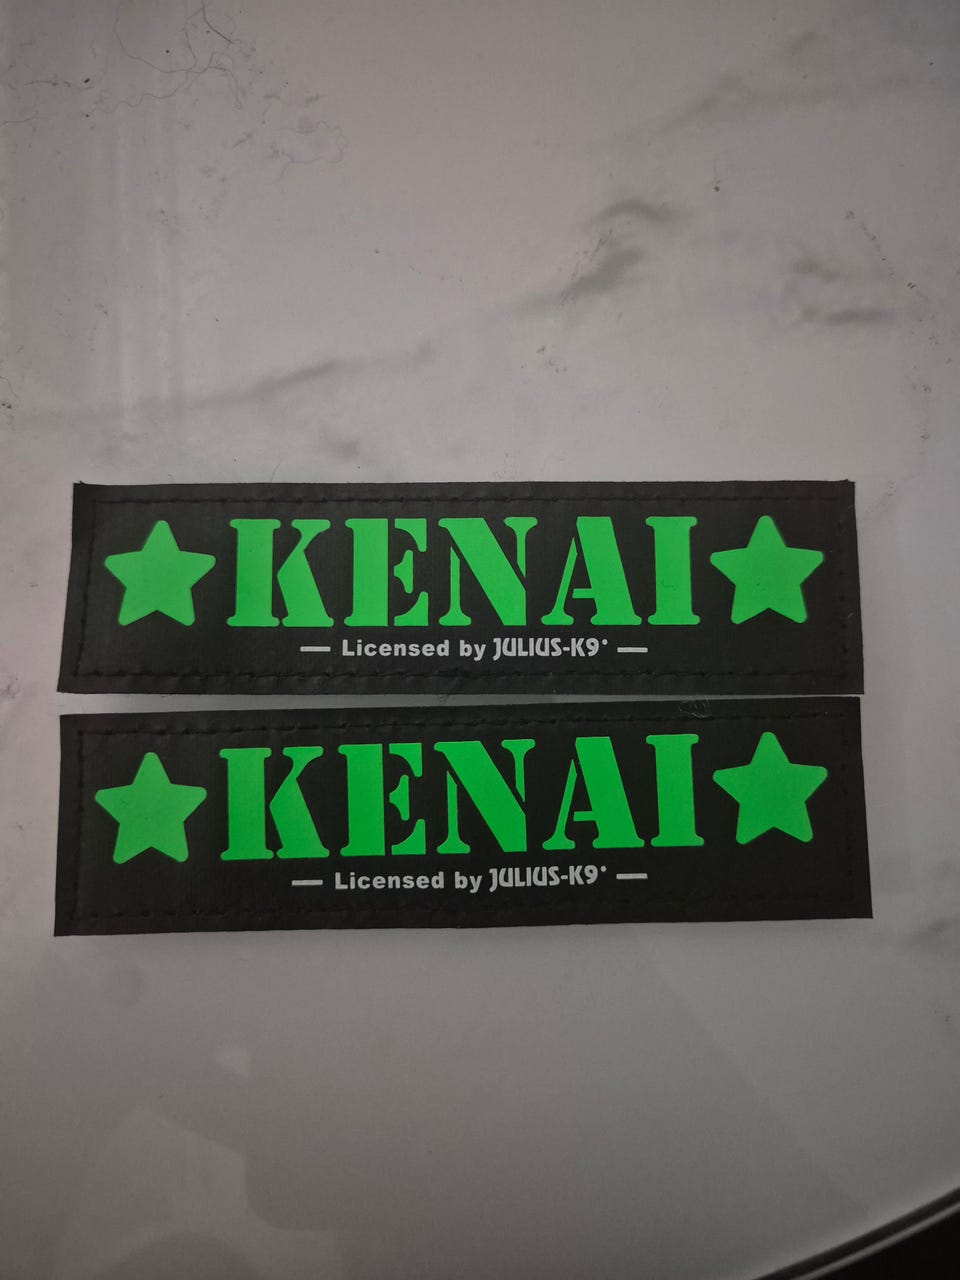 ★KENAI★
— Licensed by JULIUS-K9® —
★KENAI★
— Licensed by JULIUS-K9® —